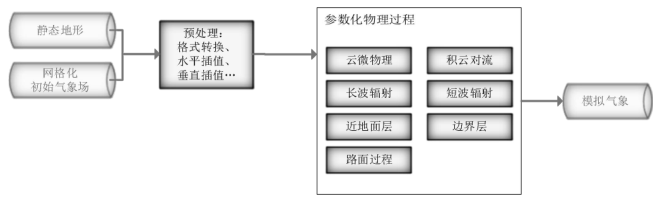 静态地形
网格化
初始气象场
预处理：
格式转换、
水平插值、
垂直插值…
参数化物理过程
云微物理
积云对流
长波辐射
短波辐射
近地面层
边界层
路面过程
模拟气象